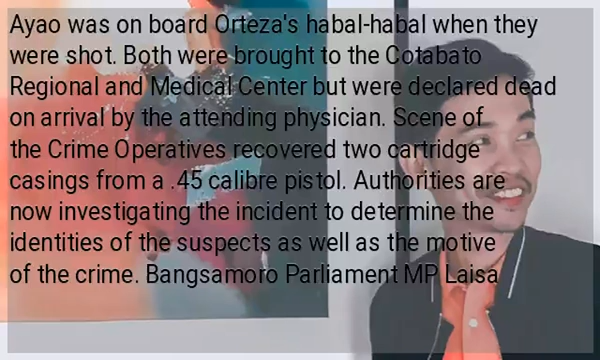 Ayao was on board Orteza's habal-habal when they
were shot. Both were brought to the Cotabato
Regional and Medical Center but were declared dead
on arrival by the attending physician. Scene of
the Crime Operatives recovered two cartridge
casings from a .45 calibre pistol. Authorities are
now investigating the incident to determine the
identities of the suspects as well as the motive
of the crime. Bangsamoro Parliament MP Laisa